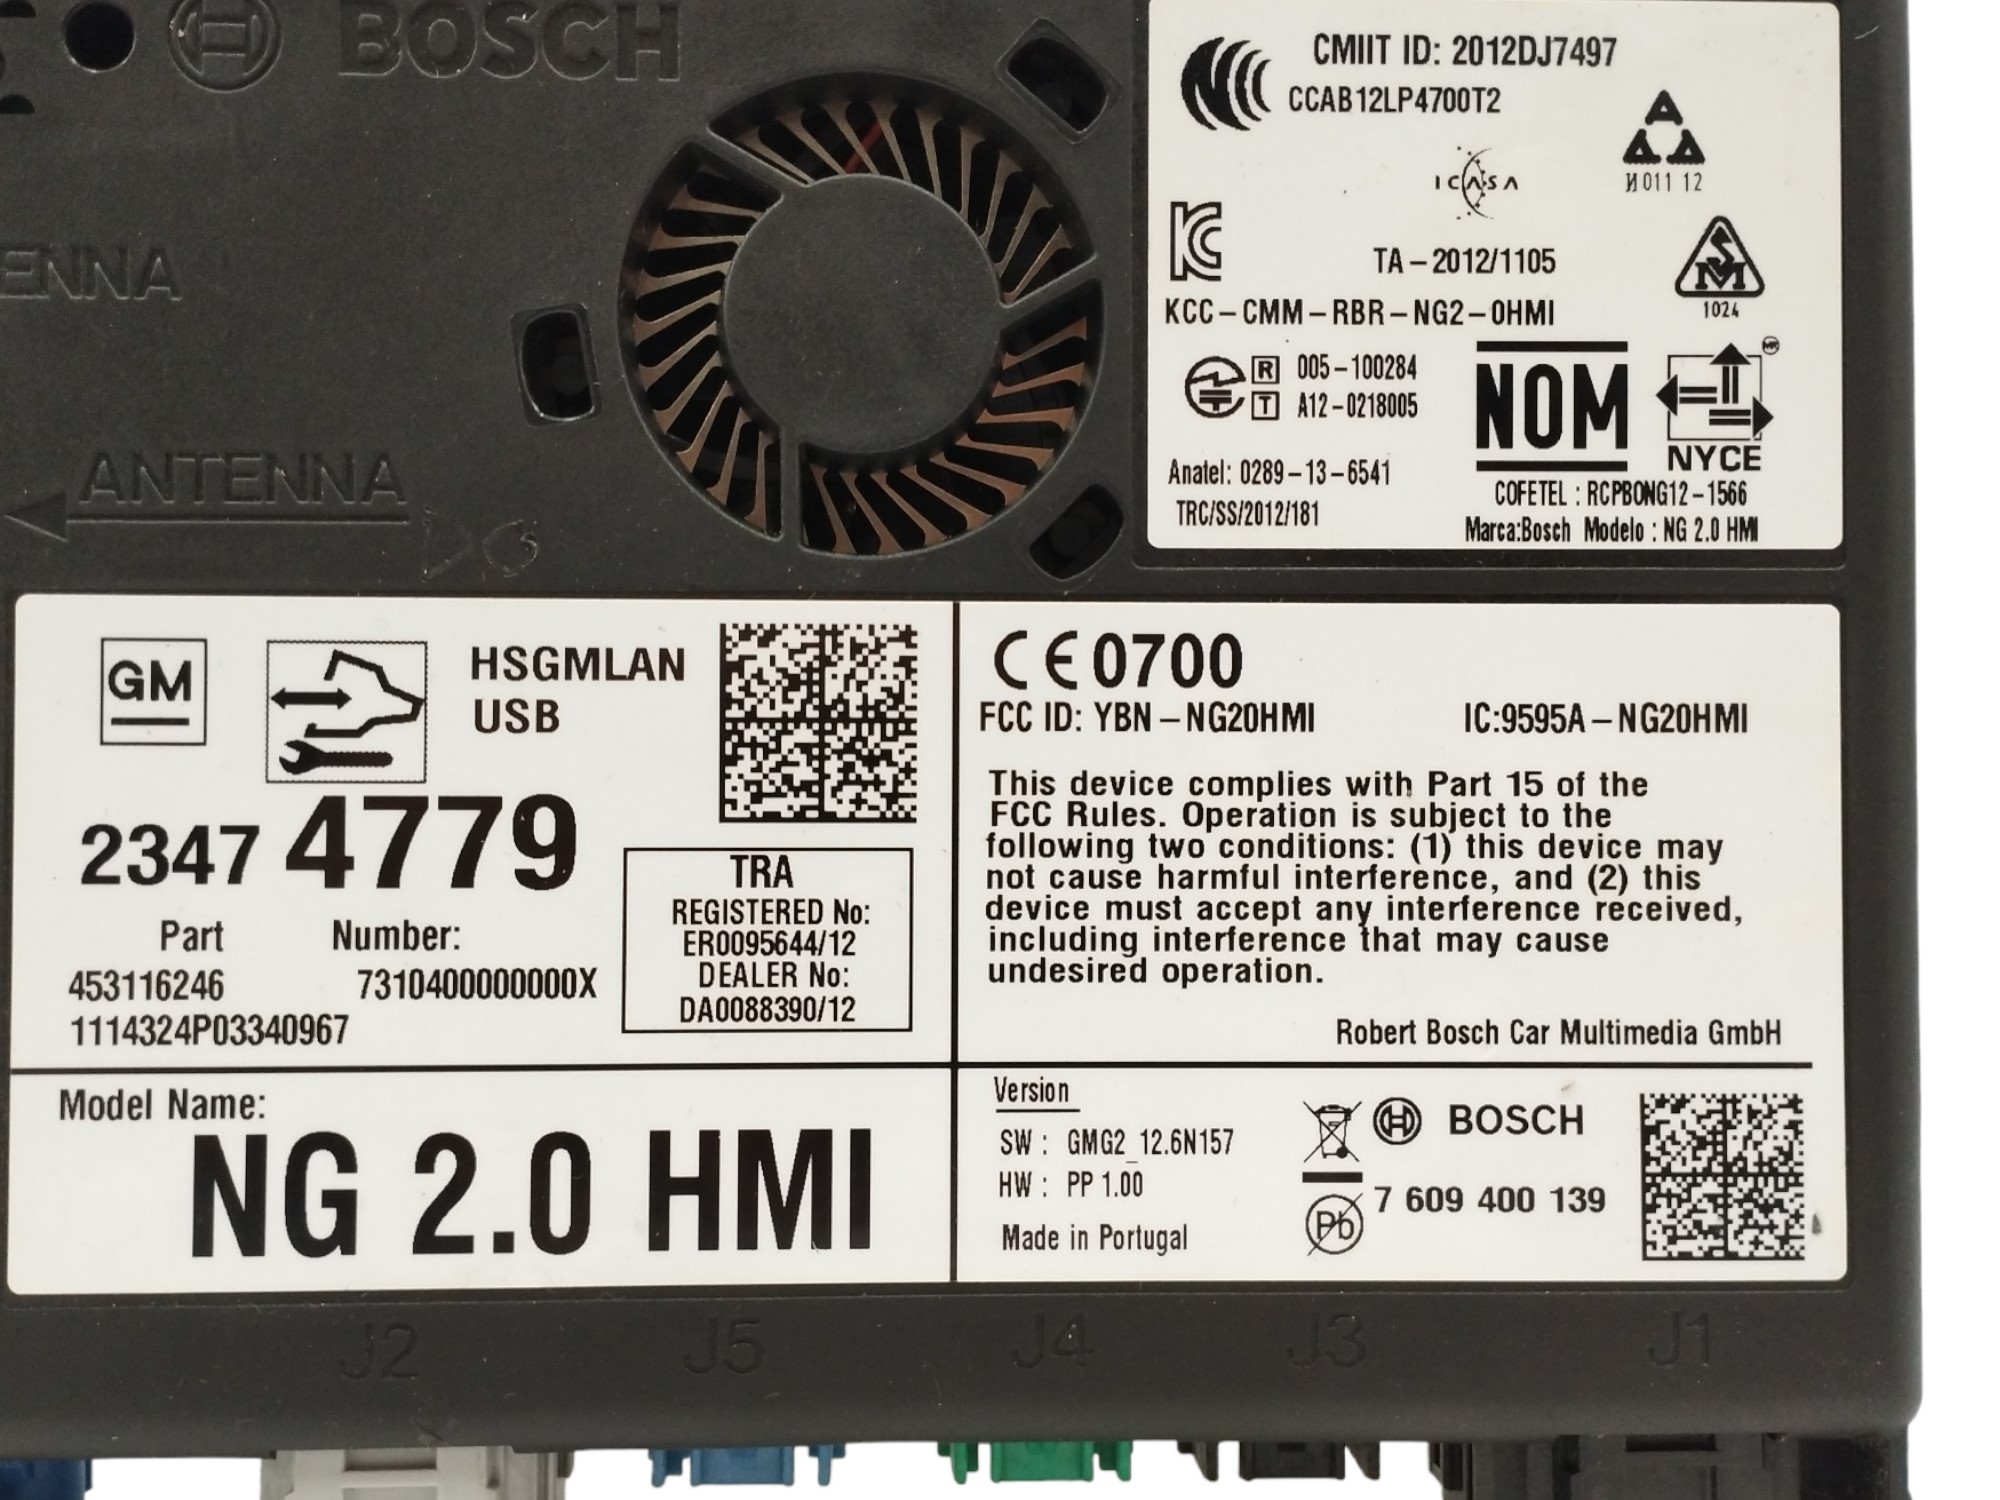 BOSCH
ENNA
ANTENNA
CMIIT ID: 2012DJ7497
CCAB12LP4700T2
ICASA
И011 12
TA-2012/1105
1024
KCC-CMM-RBR-NG2-0HMI
R 005-100284
T A12-0218005
NOM
NYCE
Anatel: 0289-13-6541
COFETEL : RCPBONG12-1566
TRC/SS/2012/181
Marca:Bosch Modelo : NG 2.0 HMI
GM
HSGMLAN
USB
2347 4779
Part Number:
453116246 7310400000000X
1114324P03340967
TRA
REGISTERED No:
ER0095644/12
DEALER No:
DA0088390/12
CE0700
FCC ID: YBN-NG20HMI IC:9595A-NG20HMI
This device complies with Part 15 of the
FCC Rules. Operation is subject to the
following two conditions: (1) this device may
not cause harmful interference, and (2) this
device must accept any interference received,
including interference that may cause
undesired operation.
Robert Bosch Car Multimedia GmbH
Model Name:
NG 2.0 HMI
Version
SW : GMG2_12.6N157
HW : PP 1.00
Made in Portugal
BOSCH
Pb
7 609 400 139
J2 J5 J4 J3 J1